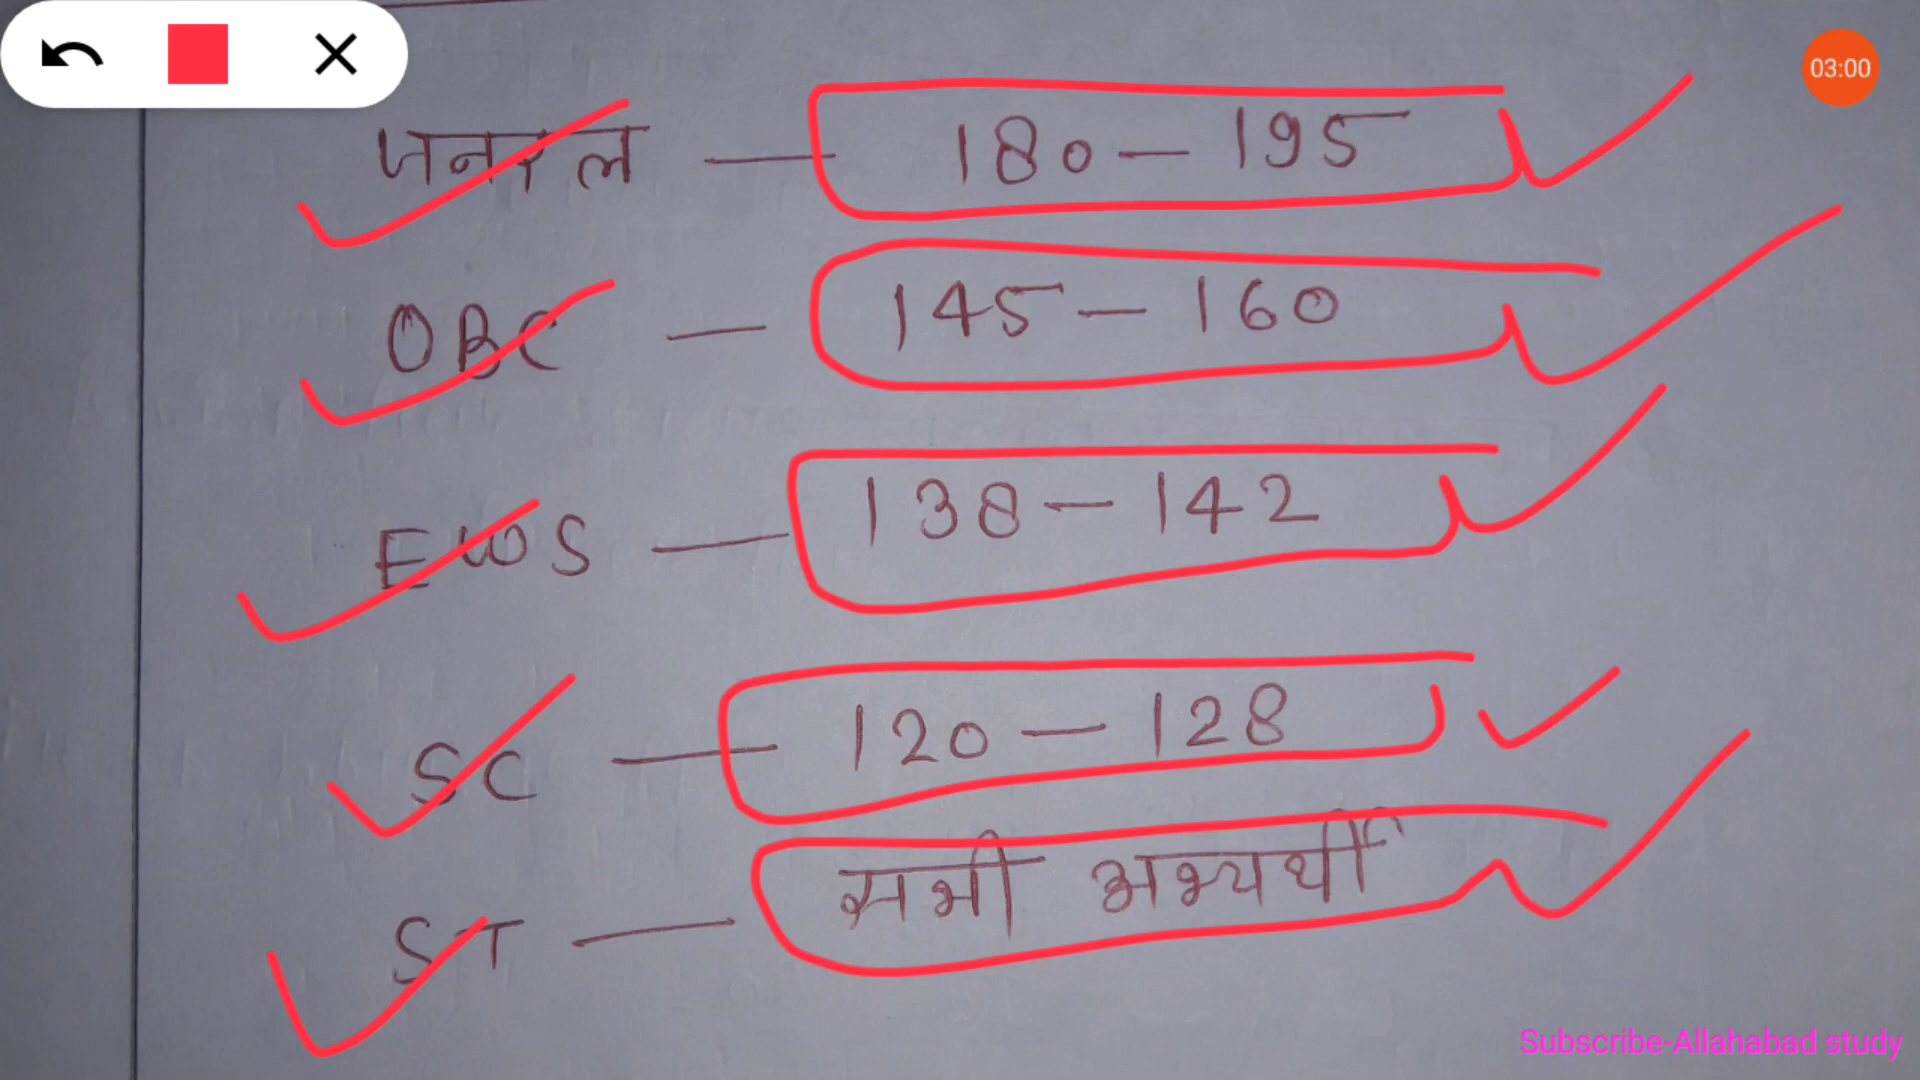 03:00
जनरल — 180 — 195
OBC — 145 — 160
EWS — 138 — 142
SC — 120 — 128
ST — सभी अभ्यर्थी
Subscribe-Allahabad study